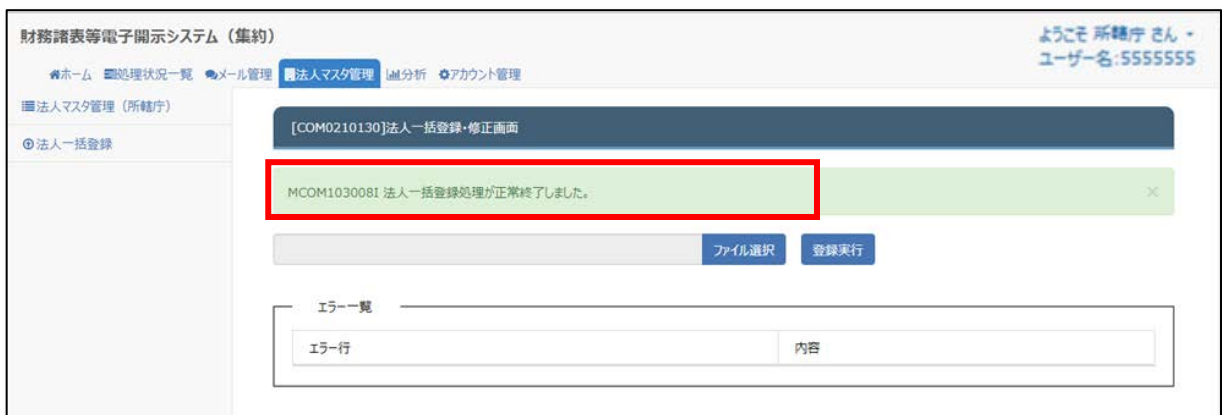 財務諸表等電子開示システム（集約）
ようこそ 所轄庁 さん
ユーザー名:5555555
ホーム 処理状況一覧 メール管理 法人マスタ管理 分析 アカウント管理
法人マスタ管理（所轄庁）
法人一括登録
[COM0210130]法人一括登録・修正画面
MCOM103008I 法人一括登録処理が正常終了しました。
×
ファイル選択 登録実行
エラー一覧
エラー行 内容